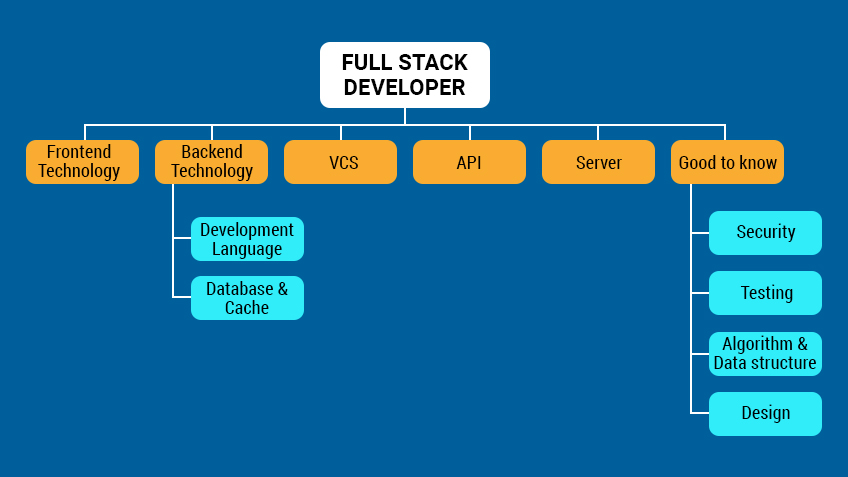 FULL STACK
DEVELOPER
Frontend
Technology
Backend
Technology
VCS
API
Server
Good to know
Development
Language
Database &
Cache
Security
Testing
Algorithm &
Data structure
Design